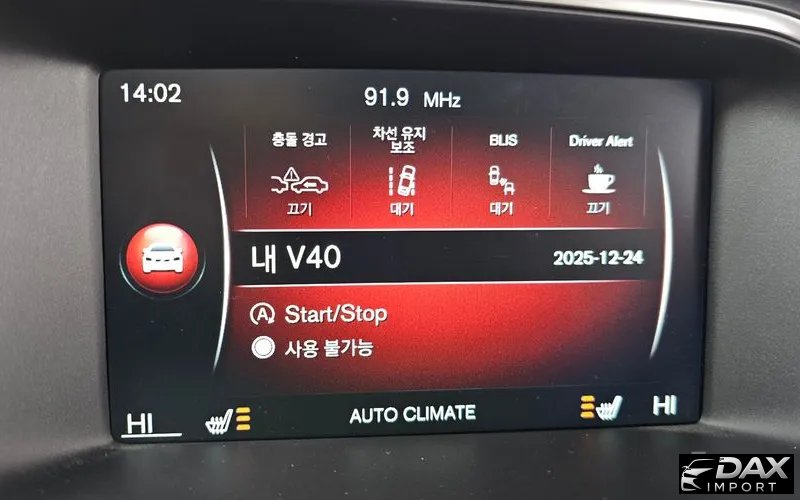 14:02
91.9 MHz
충돌 경고
차선 유지
보조
BLIS
Driver Alert
끄기
대기
대기
끄기
내 V40
2025-12-24
Start/Stop
사용 불가능
HI
AUTO CLIMATE
HI
DAX
IMPORT